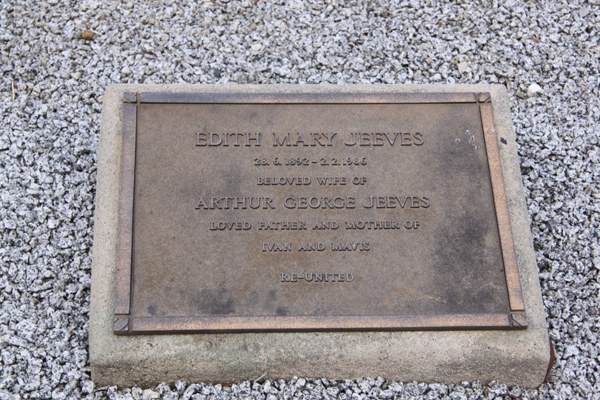 EDITH MARY JEEVES
28. 6. 1892 - 2. 2. 1986
BELOVED WIFE OF
ARTHUR GEORGE JEEVES
LOVED FATHER AND MOTHER OF
IVAN AND MAVIS
RE-UNITED